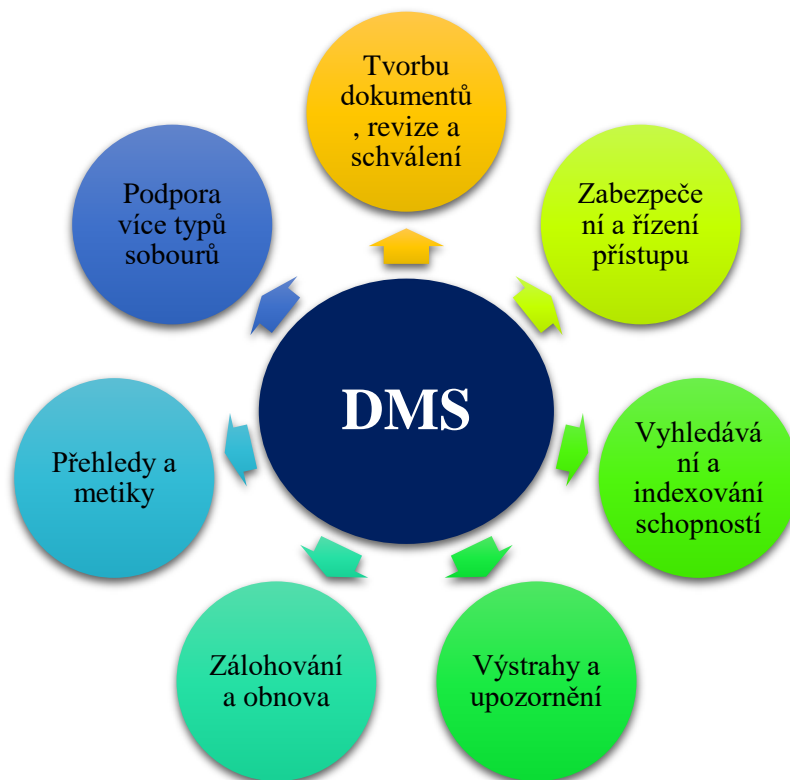 Tvorbu
dokumentů
, revize a
schválení
Zabezpeče
ní a řízení
přístupu
Vyhledává
ní a
indexování
schopností
Výstrahy a
upozornění
Zálohování
a obnova
Přehledy a
metiky
Podpora
více typů
sobourů
DMS